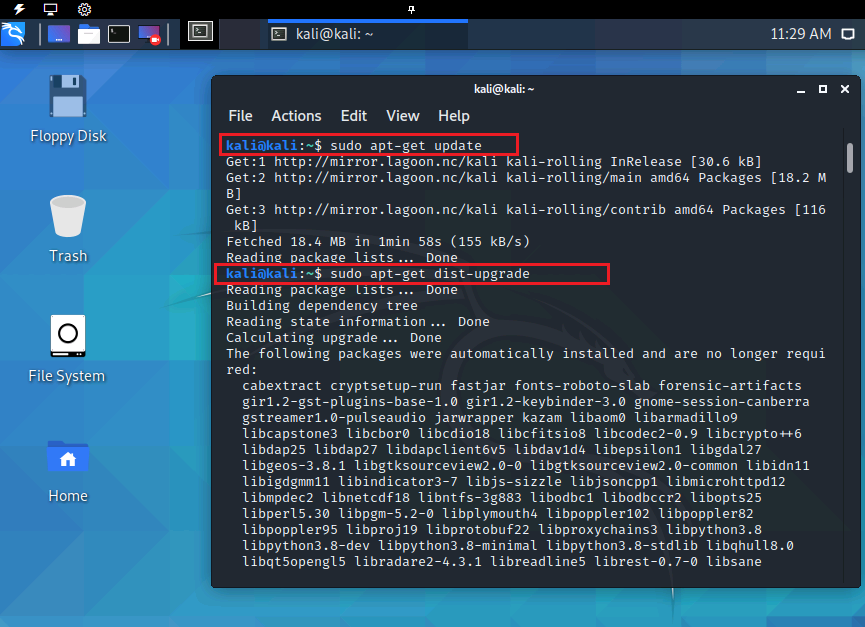 kali@kali: ~
11:29 AM
Floppy Disk
Trash
File System
Home
kali@kali:~
File Actions Edit View Help
kali@kali:~$ sudo apt-get update
Get:1 http://mirror.lagoon.nc/kali kali-rolling InRelease [30.6 kB]
Get:2 http://mirror.lagoon.nc/kali kali-rolling/main amd64 Packages [18.2 M
B]
Get:3 http://mirror.lagoon.nc/kali kali-rolling/contrib amd64 Packages [116
 kB]
Fetched 18.4 MB in 1min 58s (155 kB/s)
Reading package lists... Done
kali@kali:~$ sudo apt-get dist-upgrade
Reading package lists... Done
Building dependency tree
Reading state information... Done
Calculating upgrade... Done
The following packages were automatically installed and are no longer requi
red:
  cabextract cryptsetup-run fastjar fonts-roboto-slab forensic-artifacts
  gir1.2-gst-plugins-base-1.0 gir1.2-keybinder-3.0 gnome-session-canberra
  gstreamer1.0-pulseaudio jarwrapper kazam libaom0 libarmadillo9
  libcapstone3 libcbor0 libcdio18 libcfitsio8 libcodec2-0.9 libcrypto++6
  libdap25 libdap27 libdapclient6v5 libdav1d4 libepsilon1 libgdal27
  libgeos-3.8.1 libgtksourceview2.0-0 libgtksourceview2.0-common libidn11
  libigdgmm11 libindicator3-7 libjs-sizzle libjsoncpp1 libmicrohttpd12
  libmpdec2 libnetcdf18 libntfs-3g883 libodbc1 libodbccr2 libopts25
  libperl5.30 libpgm-5.2-0 libplymouth4 libpoppler102 libpoppler82
  libpoppler95 libproj19 libprotobuf22 libproxychains3 libpython3.8
  libpython3.8-dev libpython3.8-minimal libpython3.8-stdlib libqhull8.0
  libqt5opengl5 libradare2-4.3.1 libreadline5 librest-0.7-0 libsane